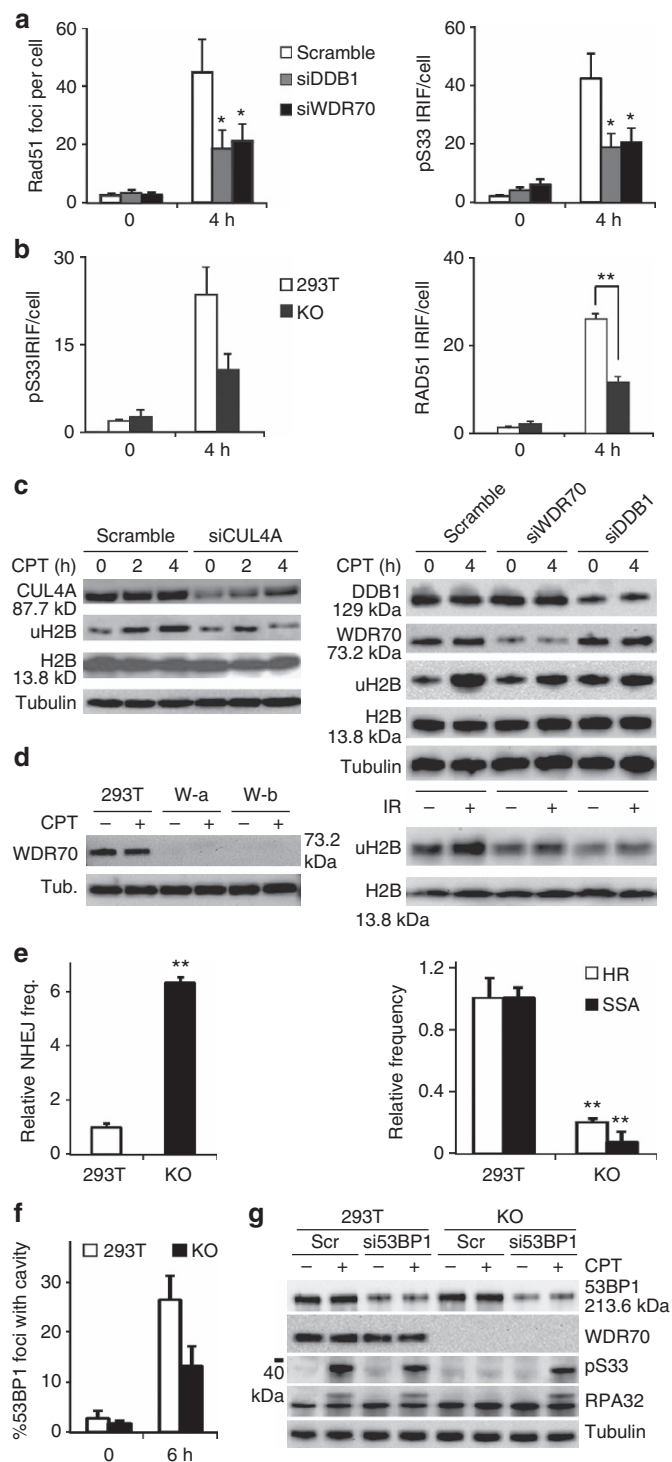 a
60
40
20
0
Rad51 foci per cell
Scramble
siDDB1
siWDR70
* *
0 4 h
60
40
20
0
pS33 IRIF/cell
* *
0 4 h
b
30
15
0
pS33IRIF/cell
293T
KO
0 4 h
40
20
0
RAD51 IRIF/cell
**
0 4 h
c
Scramble siCUL4A
CPT (h) 0 2 4 0 2 4
CUL4A
87.7 kD
uH2B
H2B
13.8 kD
Tubulin
Scramble siWDR70 siDDB1
CPT (h) 0 4 0 4 0 4
DDB1
129 kDa
WDR70
73.2 kDa
uH2B
H2B
13.8 kDa
Tubulin
IR − + − + − +
uH2B
H2B
13.8 kDa
d
293T W-a W-b
CPT − + − + − +
WDR70
73.2
kDa
Tub.
e
6
4
2
0
Relative NHEJ freq.
**
293T KO
1.2
0.8
0.4
0
Relative frequency
HR
SSA
** **
293T KO
f
293T KO
30
20
10
0
%53BP1 foci with cavity
0 6 h
g
293T KO
Scr si53BP1 Scr si53BP1
− + − + − + − + CPT
53BP1
213.6 kDa
WDR70
40
kDa
pS33
RPA32
Tubulin